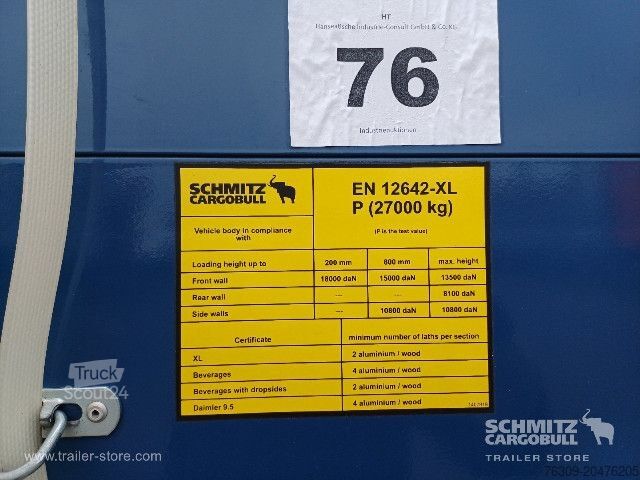 HT
Hanseatische Industrie-Consult GmbH & Co. KG
76
Industrieauktionen
SCHMITZ
CARGOBULL
EN 12642-XL
P (27000 kg)
Vehicle body in compliance
with
(P is the test value)
Loading height up to 200 mm 800 mm max. height
Front wall 18000 daN 15000 daN 13500 daN
Rear wall --- --- 8100 daN
Side walls --- 10800 daN 10800 daN
Certificate minimum number of laths per section
XL 2 aluminium / wood
Beverages 4 aluminium / wood
Beverages with dropsides 2 aluminium / wood
Daimler 9.5 4 aluminium / wood
Truck
Scout24
www.trailer-store.com
SCHMITZ
CARGOBULL
TRAILER STORE
76309-20476205